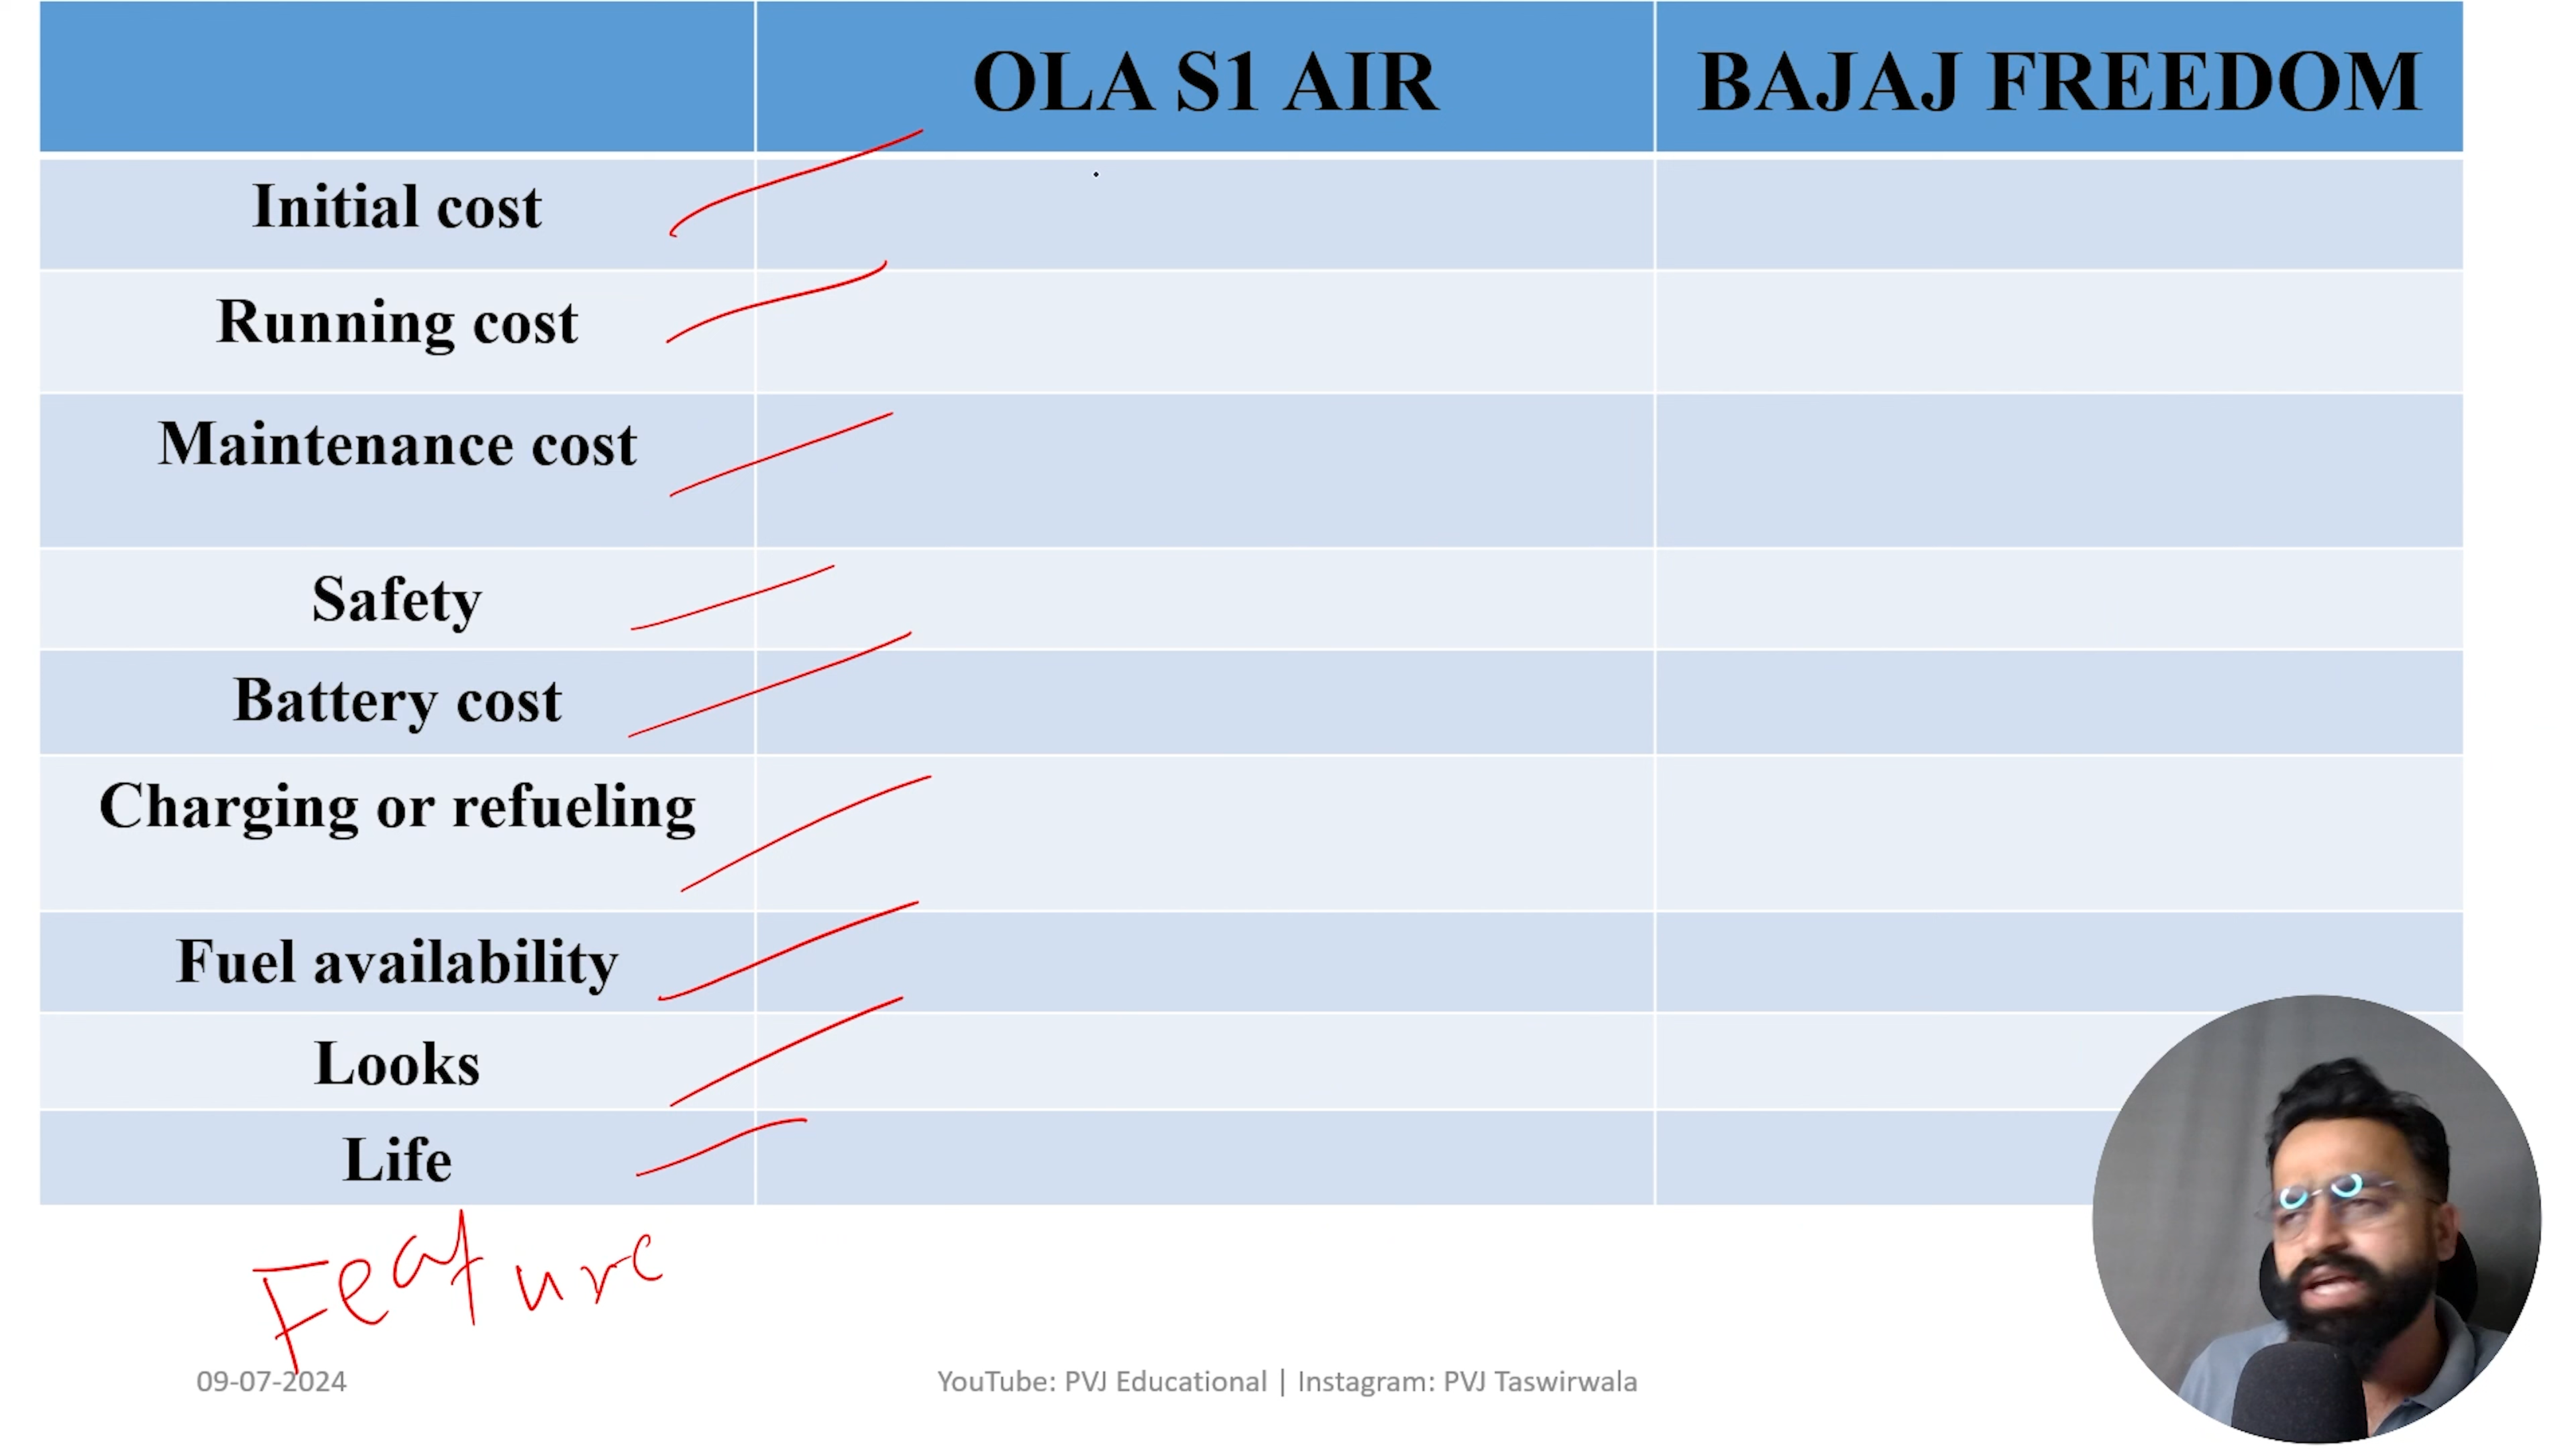 OLA S1 AIR BAJAJ FREEDOM
Initial cost
Running cost
Maintenance cost
Safety
Battery cost
Charging or refueling
Fuel availability
Looks
Life
Feature
09-07-2024 YouTube: PVJ Educational | Instagram: PVJ Taswirwala